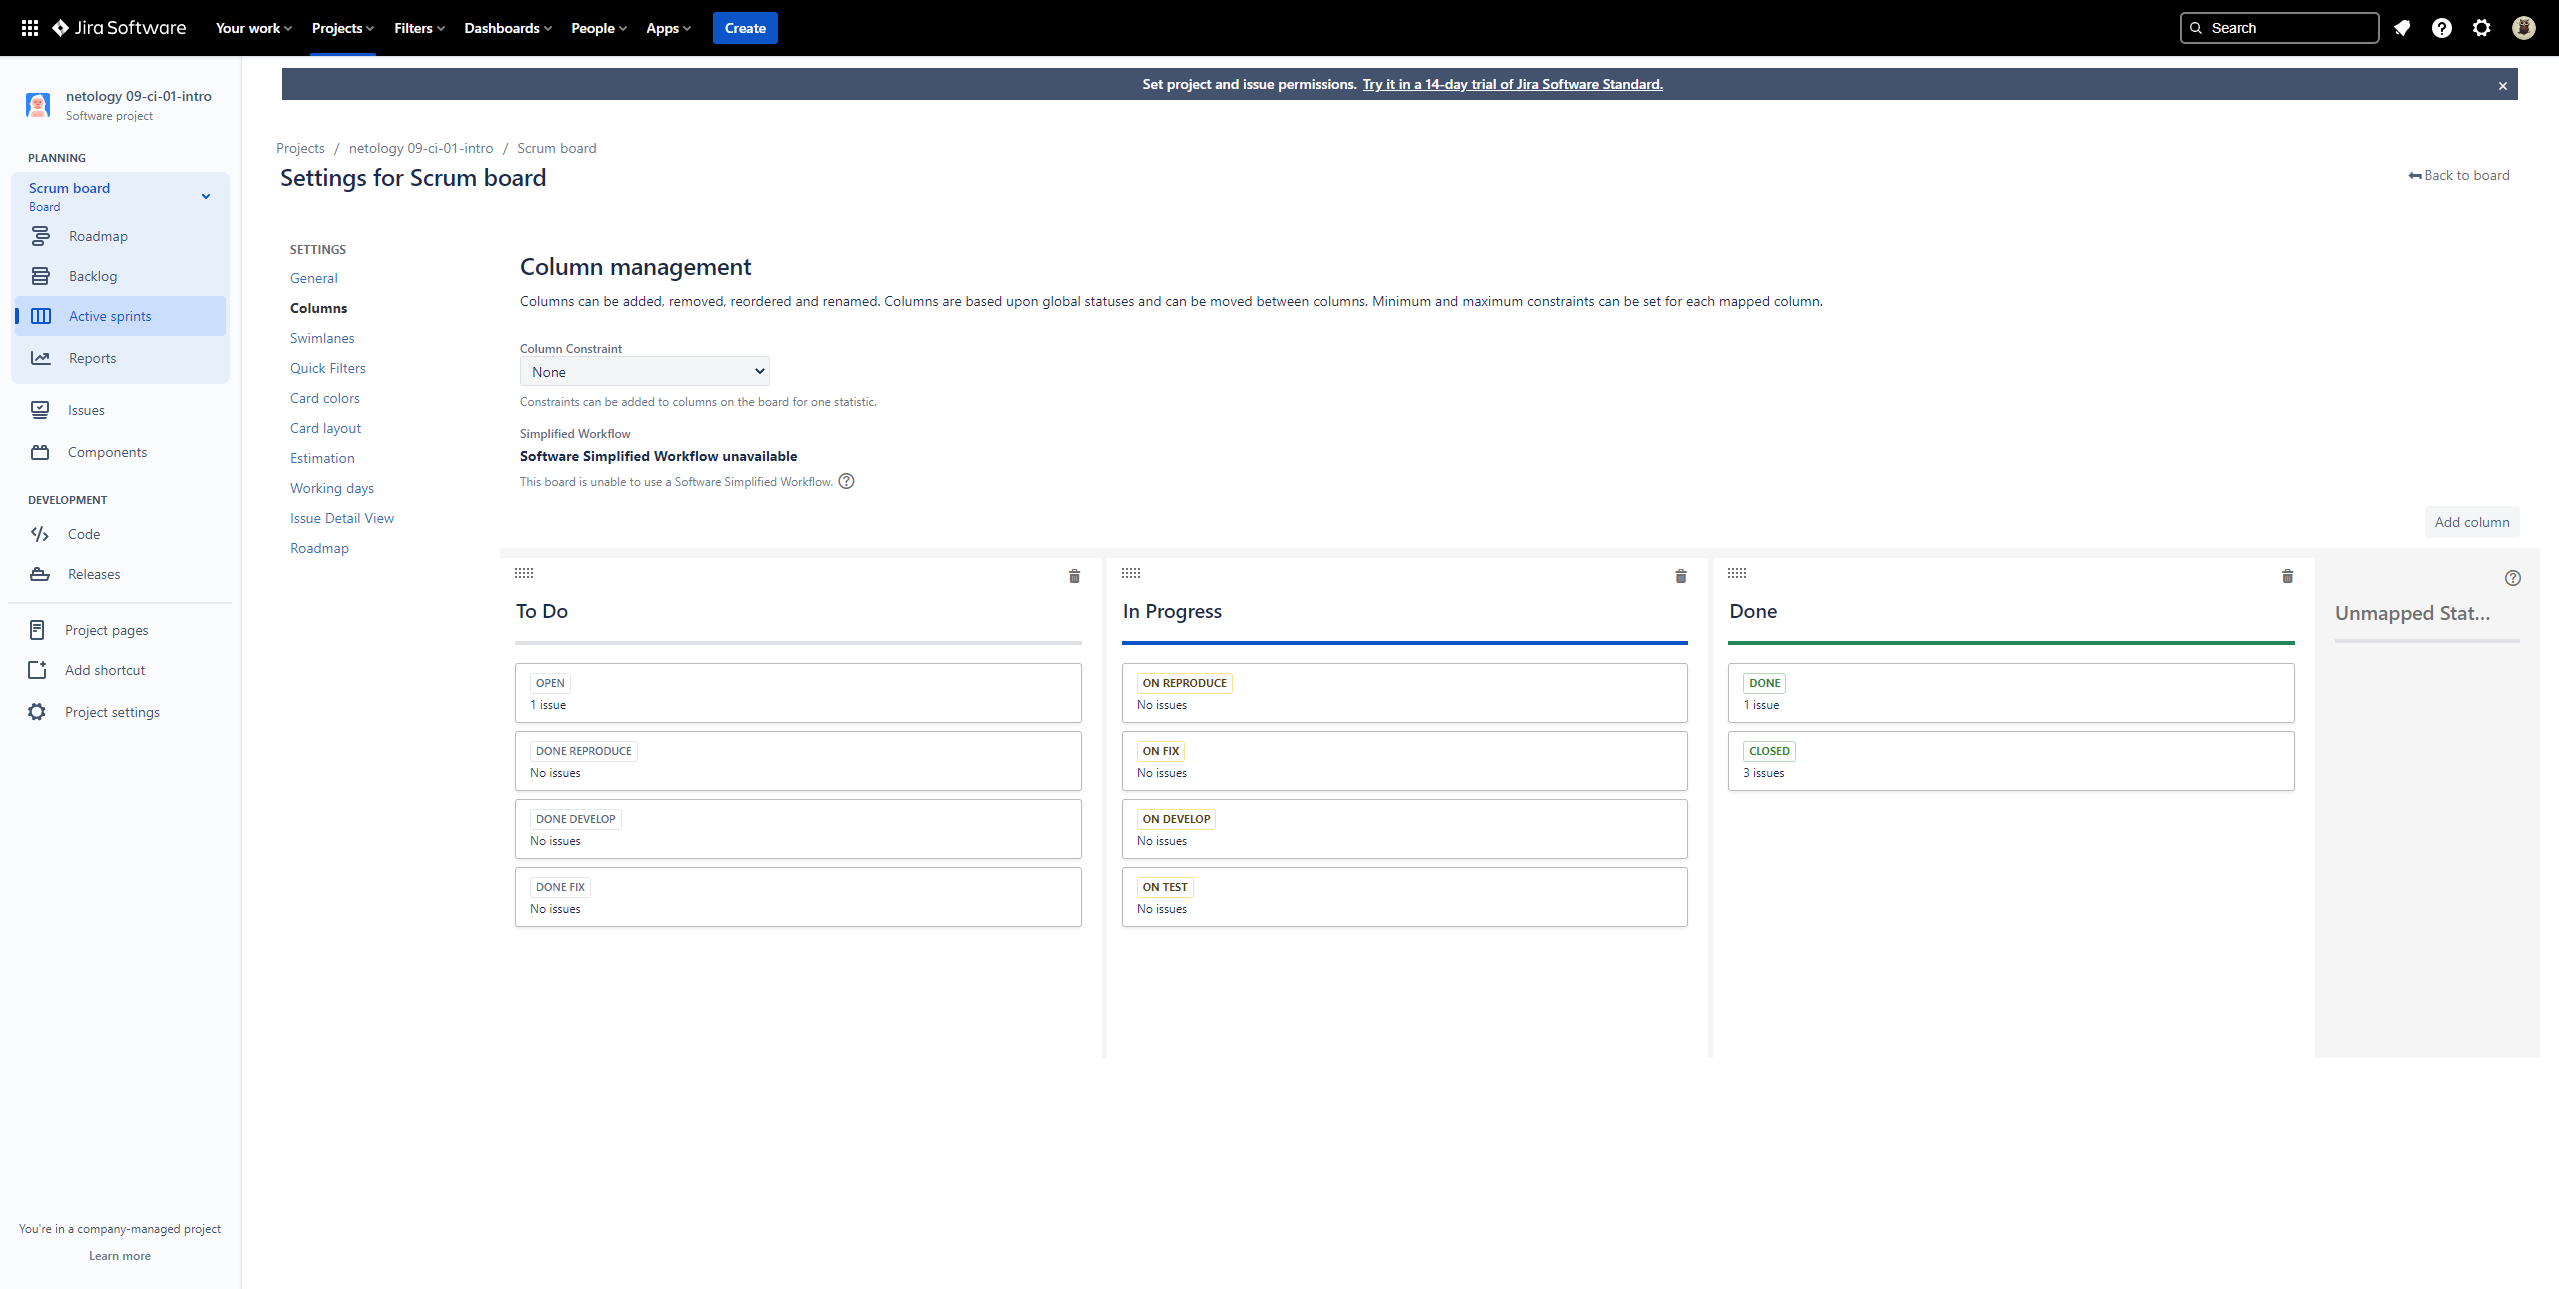 Jira Software Your work Projects Filters Dashboards People Apps Create Search
Set project and issue permissions. Try it in a 14-day trial of Jira Software Standard.
netology 09-ci-01-intro
Software project
PLANNING
Scrum board
Board
Roadmap
Backlog
Active sprints
Reports
Issues
Components
DEVELOPMENT
Code
Releases
Project pages
Add shortcut
Project settings
You're in a company-managed project
Learn more
Projects / netology 09-ci-01-intro / Scrum board
Settings for Scrum board
Back to board
SETTINGS
General
Columns
Swimlanes
Quick Filters
Card colors
Card layout
Estimation
Working days
Issue Detail View
Roadmap
Column management
Columns can be added, removed, reordered and renamed. Columns are based upon global statuses and can be moved between columns. Minimum and maximum constraints can be set for each mapped column.
Column Constraint
None
Constraints can be added to columns on the board for one statistic.
Simplified Workflow
Software Simplified Workflow unavailable
This board is unable to use a Software Simplified Workflow.
Add column
To Do
OPEN
1 issue
DONE REPRODUCE
No issues
DONE DEVELOP
No issues
DONE FIX
No issues
In Progress
ON REPRODUCE
No issues
ON FIX
No issues
ON DEVELOP
No issues
ON TEST
No issues
Done
DONE
1 issue
CLOSED
3 issues
Unmapped Stat...